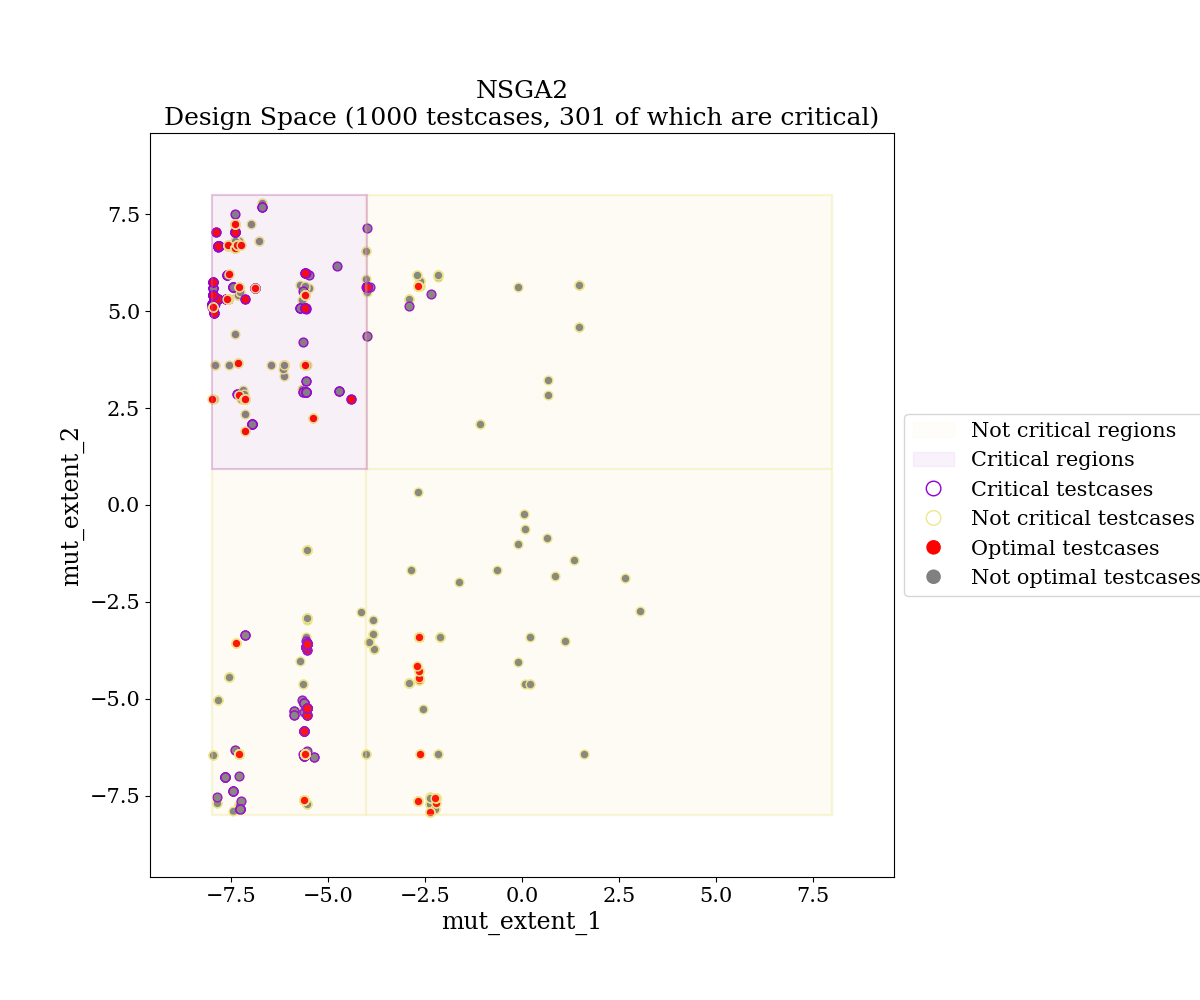 NSGA2
Design Space (1000 testcases, 301 of which are critical)
7.5
5.0
2.5
0.0
−2.5
−5.0
−7.5
mut_extent_2
−7.5
−5.0
−2.5
0.0
2.5
5.0
7.5
mut_extent_1
Not critical regions
Critical regions
Critical testcases
Not critical testcases
Optimal testcases
Not optimal testcases